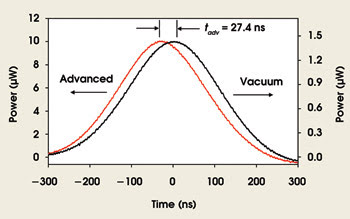 t_adv = 27.4 ns
10
8
6
4
2
0
Power (µW)
Advanced
Vacuum
1.5
1.2
0.9
0.6
0.3
0.0
Power (µW)
−300 −200 −100 0 100 200 300
Time (ns)